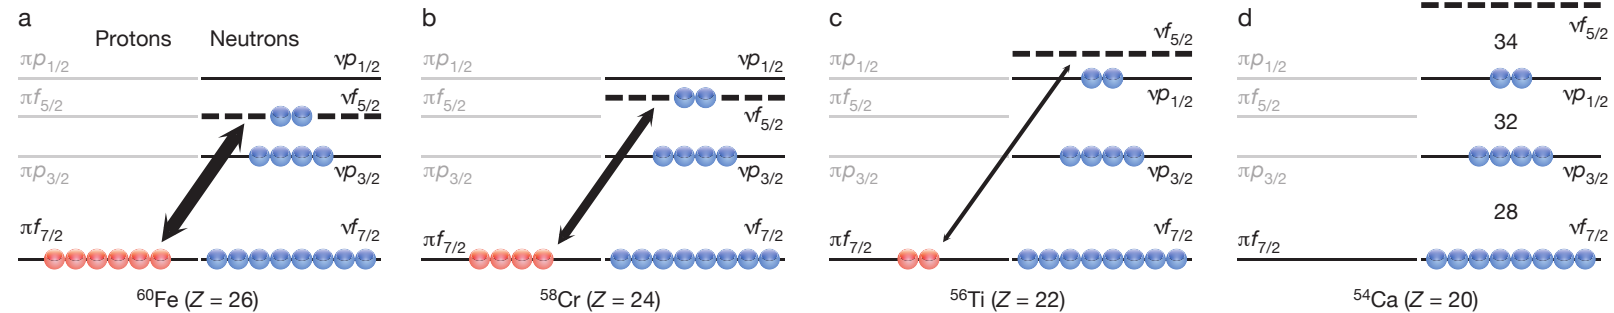 a
Protons Neutrons
πp1/2 νp1/2
πf5/2 νf5/2
πp3/2 νp3/2
πf7/2 νf7/2
60Fe (Z = 26)
b
πp1/2 νp1/2
πf5/2 νf5/2
πp3/2 νp3/2
πf7/2 νf7/2
58Cr (Z = 24)
c
νf5/2
πp1/2 νp1/2
πf5/2
πp3/2 νp3/2
πf7/2 νf7/2
56Ti (Z = 22)
d
νf5/2
34
πp1/2 νp1/2
πf5/2
32
πp3/2 νp3/2
28
πf7/2 νf7/2
54Ca (Z = 20)